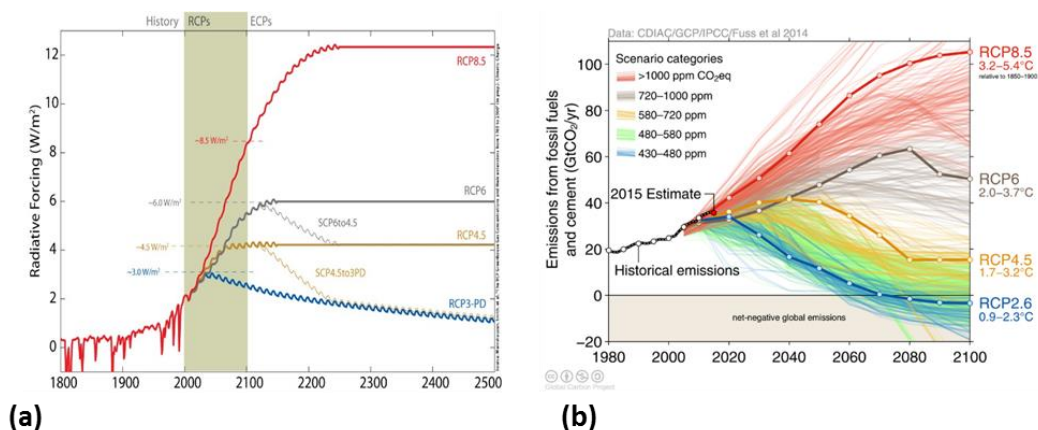 History RCPs ECPs
12
10
8
6
4
2
0
Radiative Forcing (W/m²)
RCP8.5
~8.5 W/m²
~6.0 W/m²
RCP6
SCP6to4.5
~4.5 W/m²
RCP4.5
SCP4.5to3PD
~3.0 W/m²
RCP3-PD
1800 1900 2000 2100 2200 2300 2400 2500
(a)
Data: CDIAC/GCP/IPCC/Fuss et al 2014
Scenario categories
>1000 ppm CO₂eq
720–1000 ppm
580–720 ppm
480–580 ppm
430–480 ppm
100
80
60
40
20
0
−20
Emissions from fossil fuels
and cement (GtCO₂/yr)
2015 Estimate
Historical emissions
net-negative global emissions
RCP8.5
3.2–5.4°C
relative to 1850–1900
RCP6
2.0–3.7°C
RCP4.5
1.7–3.2°C
RCP2.6
0.9–2.3°C
1980 2000 2020 2040 2060 2080 2100
Global Carbon Project
(b)